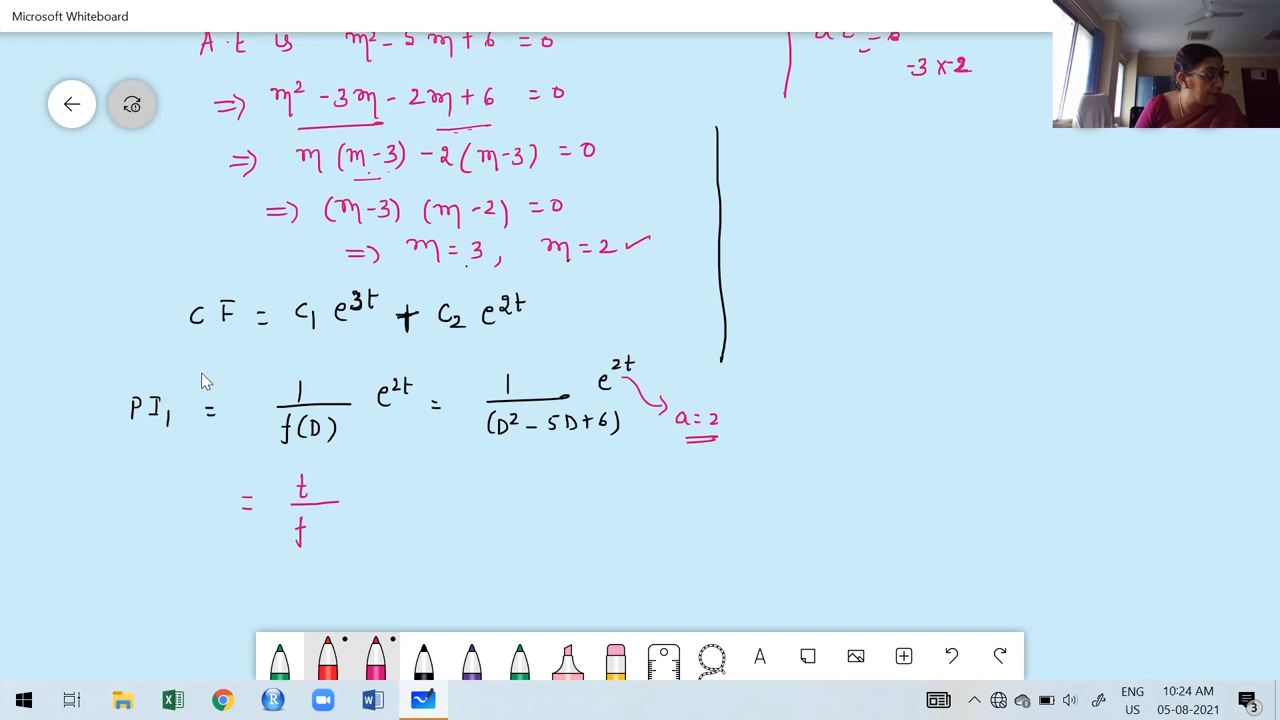 Microsoft Whiteboard
A.E is m² - 5m + 6 = 0
-3 x -2
=> m² - 3m - 2m + 6 = 0
=> m (m-3) - 2 (m-3) = 0
=> (m-3) (m-2) = 0
=> m = 3, m = 2 ✓
CF = C₁ e^{3t} + C₂ e^{2t}
PI₁ = 1/f(D) e^{2t} = 1/(D² - 5D + 6) e^{2t}
a = 2
= t/f
A
ENG
US
10:24 AM
05-08-2021
3